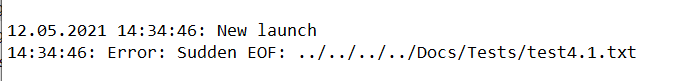 12.05.2021 14:34:46: New launch
14:34:46: Error: Sudden EOF: ../../../../Docs/Tests/test4.1.txt